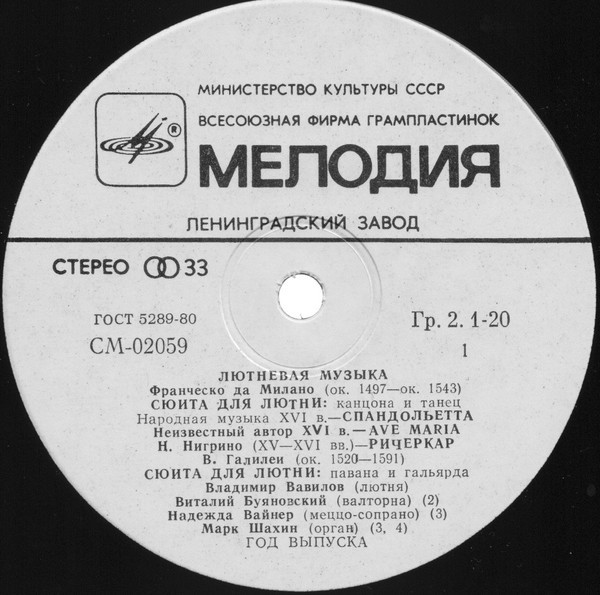 МИНИСТЕРСТВО КУЛЬТУРЫ СССР
ВСЕСОЮЗНАЯ ФИРМА ГРАМПЛАСТИНОК
®
МЕЛОДИЯ
ЛЕНИНГРАДСКИЙ ЗАВОД
СТЕРЕО 33
ГОСТ 5289-80
Гр. 2. 1-20
СМ-02059
1
ЛЮТНЕВАЯ МУЗЫКА
Франческо да Милано (ок. 1497—ок. 1543)
СЮИТА ДЛЯ ЛЮТНИ: канцона и танец
Народная музыка XVI в.—СПАНДОЛЬЕТТА
Неизвестный автор XVI в.—AVE MARIA
Н. Нигрино (XV—XVI вв.)—РИЧЕРКАР
В. Галилеи (ок. 1520—1591)
СЮИТА ДЛЯ ЛЮТНИ: павана и гальярда
Владимир Вавилов (лютня)
Виталий Буяновский (валторна) (2)
Надежда Вайнер (меццо-сопрано) (3)
Марк Шахин (орган) (3, 4)
ГОД ВЫПУСКА